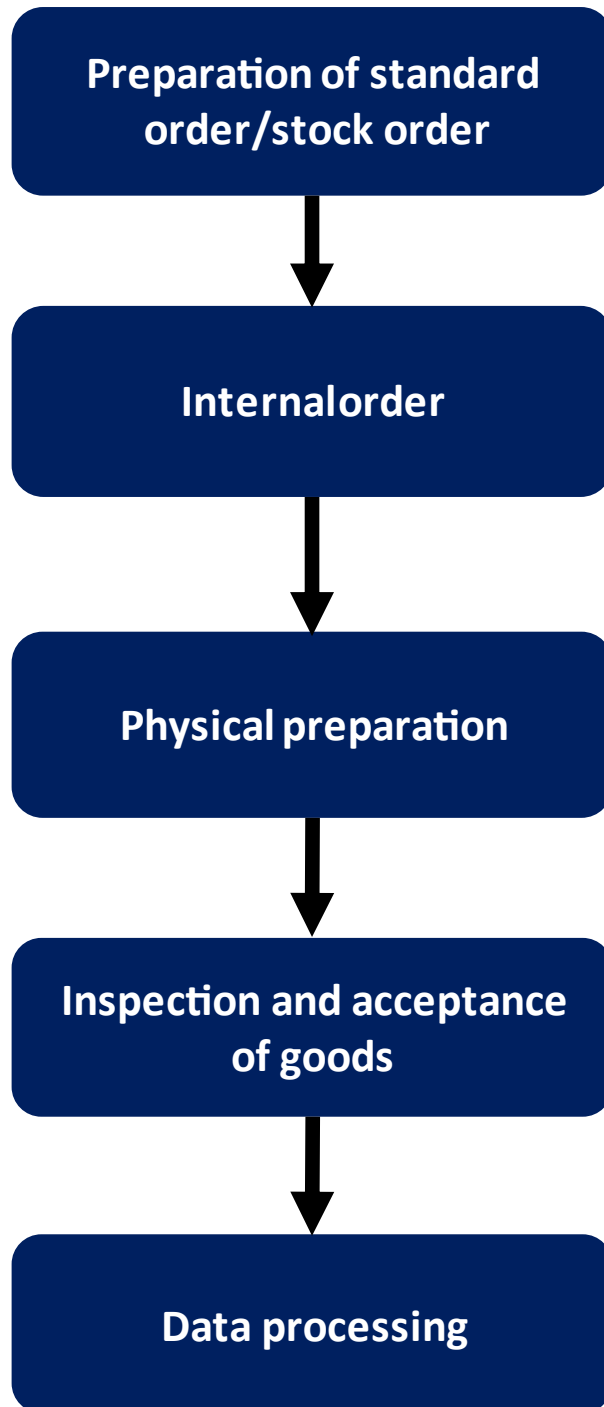 Preparation of standard
order/stock order
Internalorder
Physical preparation
Inspection and acceptance
of goods
Data processing